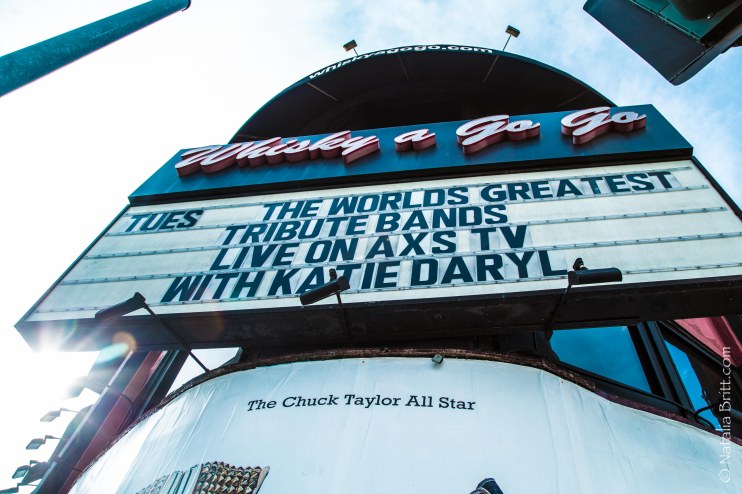 whiskyagogo.com
Whisky a Go Go
TUES THE WORLDS GREATEST
TRIBUTE BANDS
LIVE ON AXS TV
WITH KATIE DARYL
The Chuck Taylor All Star
© Natalia Britt.com